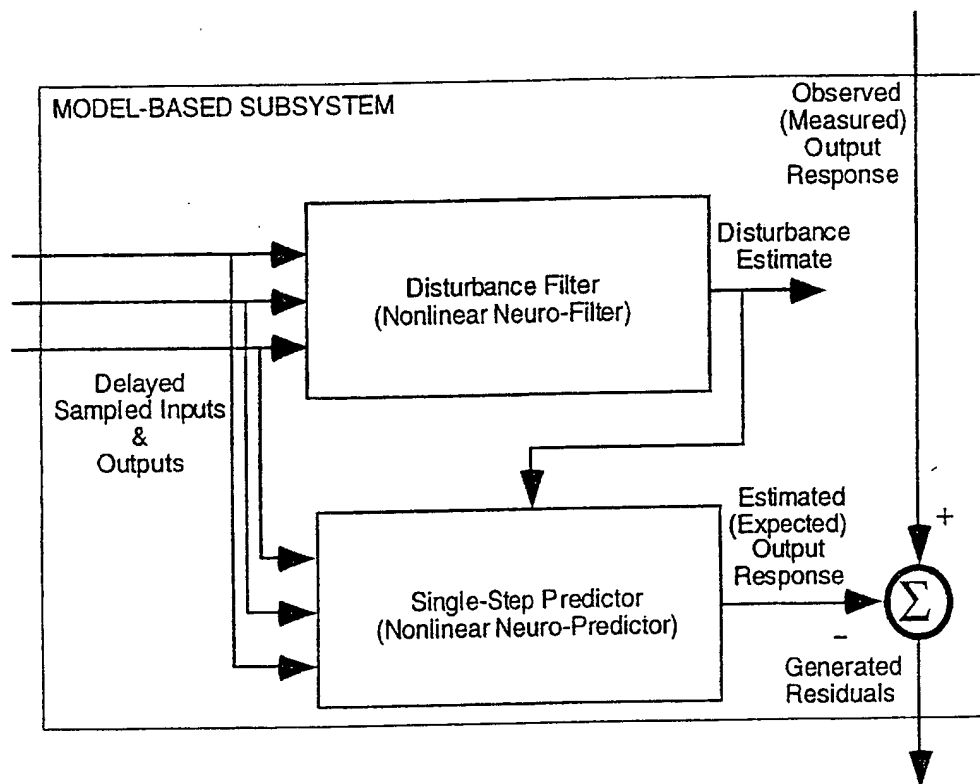 MODEL-BASED SUBSYSTEM
Observed
(Measured)
Output
Response
Disturbance
Estimate
Disturbance Filter
(Nonlinear Neuro-Filter)
Delayed
Sampled Inputs
&
Outputs
Estimated
(Expected)
Output
Response
+
Σ
-
Single-Step Predictor
(Nonlinear Neuro-Predictor)
Generated
Residuals